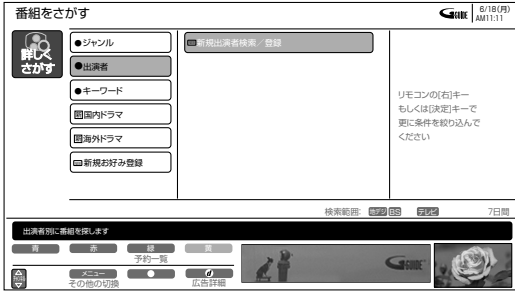 番組をさがす
G GUIDE
6/18(月)
AM11:11
詳しく
さがす
●ジャンル
●出演者
●キーワード
国内ドラマ
海外ドラマ
新規お好み登録
新規出演者検索／登録
リモコンの[右]キー
もしくは[決定]キーで
更に条件を絞り込んで
ください
検索範囲: 地デジ BS テレビ 7日間
出演者別に番組を探します
青 赤 緑 黄
予約一覧
メニュー d
その他の切換 広告詳細
G GUIDE